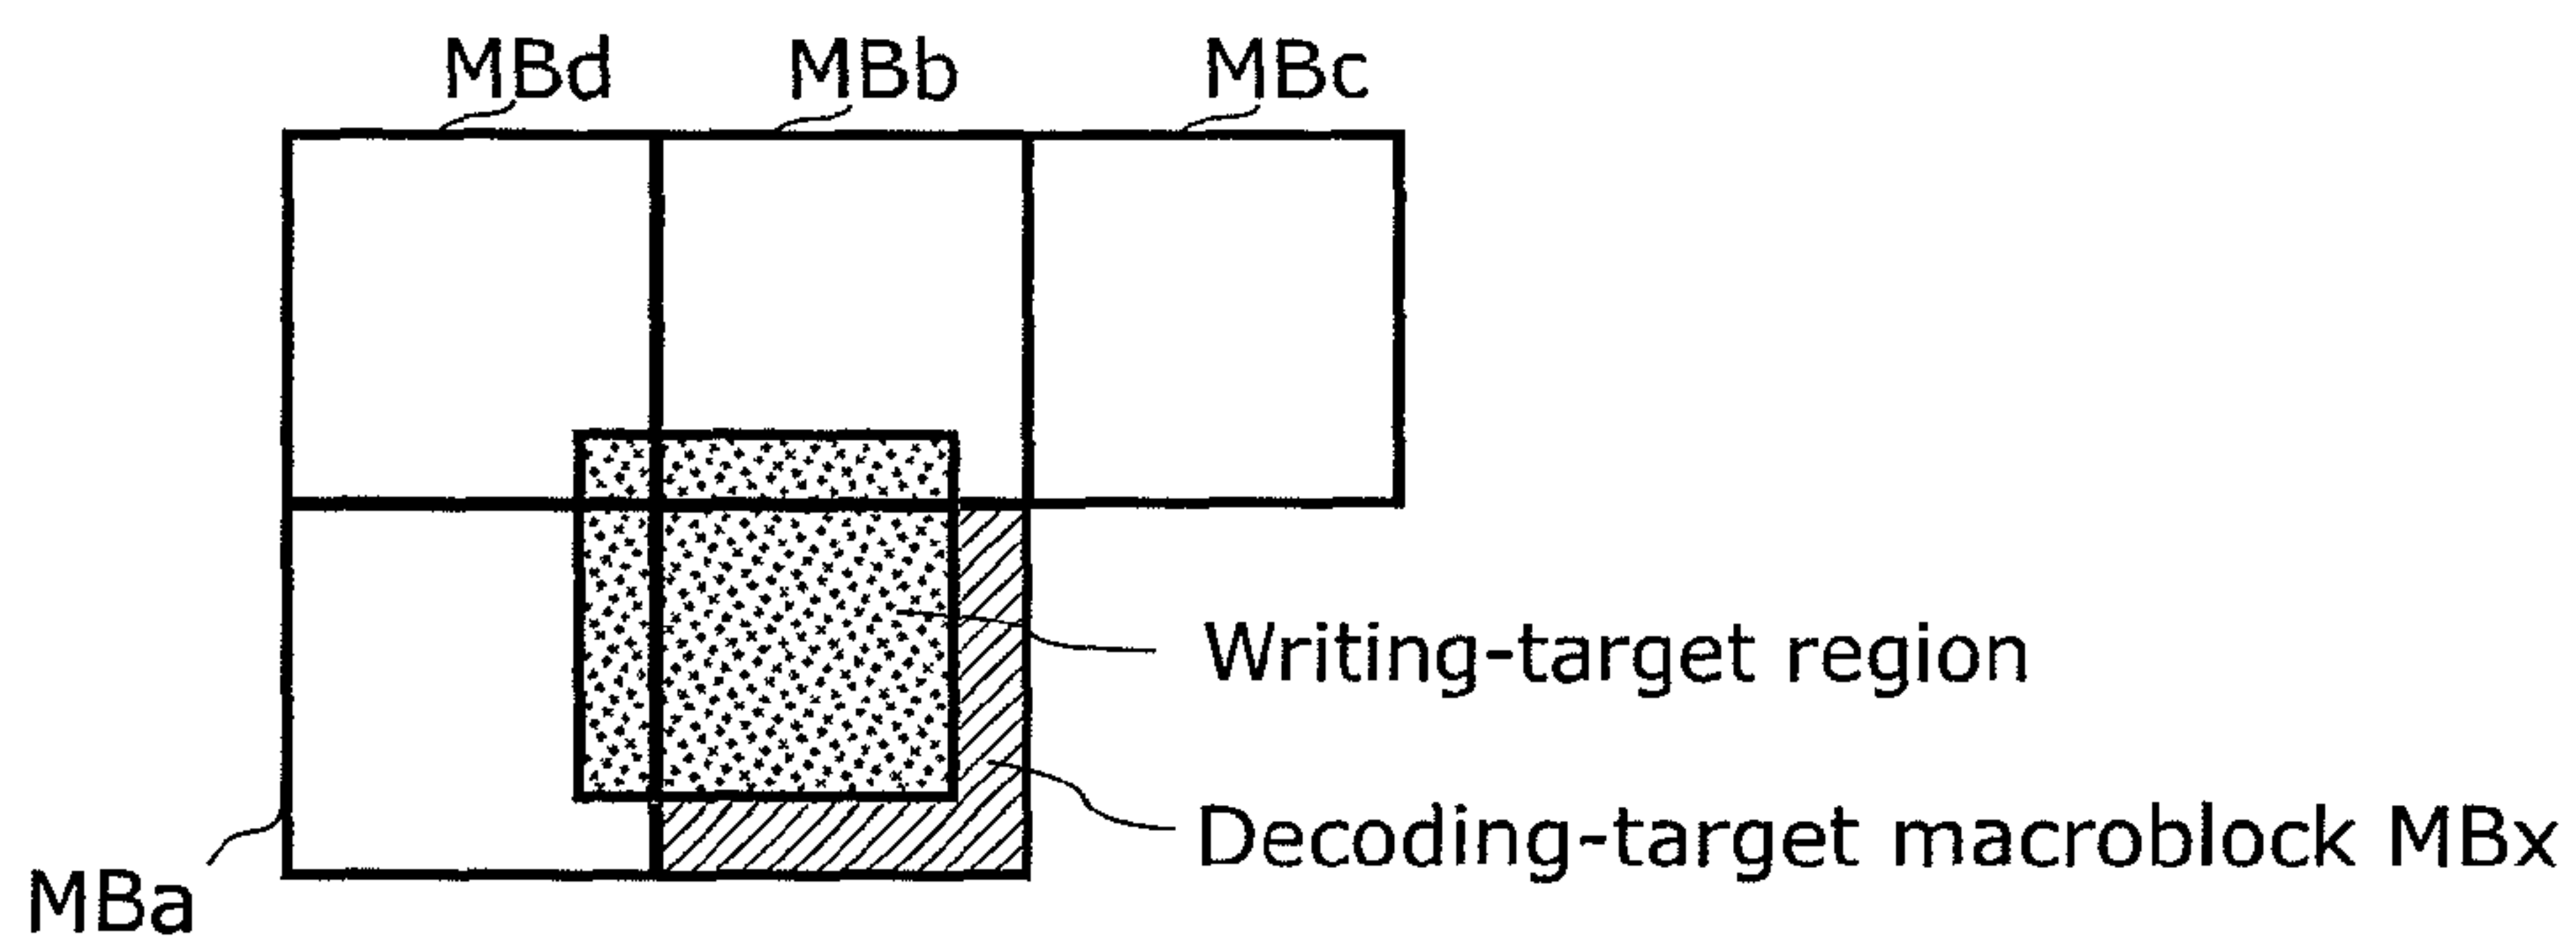 MBd MBb MBc
Writing-target region
Decoding-target macroblock MBx
MBa